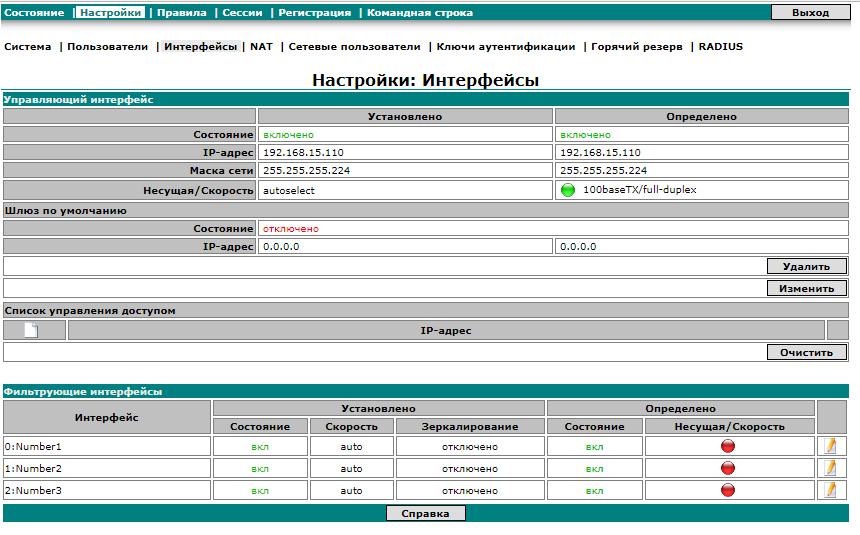 Состояние | Настройки | Правила | Сессии | Регистрация | Командная строка Выход
Система | Пользователи | Интерфейсы | NAT | Сетевые пользователи | Ключи аутентификации | Горячий резерв | RADIUS
Настройки: Интерфейсы
Управляющий интерфейс
Установлено Определено
Состояние включено включено
IP-адрес 192.168.15.110 192.168.15.110
Маска сети 255.255.255.224 255.255.255.224
Несущая/Скорость autoselect 100baseTX/full-duplex
Шлюз по умолчанию
Состояние отключено
IP-адрес 0.0.0.0 0.0.0.0
Удалить
Изменить
Список управления доступом
IP-адрес
Очистить
Фильтрующие интерфейсы
Интерфейс Установлено Определено
Состояние Скорость Зеркалирование Состояние Несущая/Скорость
0:Number1 вкл auto отключено вкл
1:Number2 вкл auto отключено вкл
2:Number3 вкл auto отключено вкл
Справка